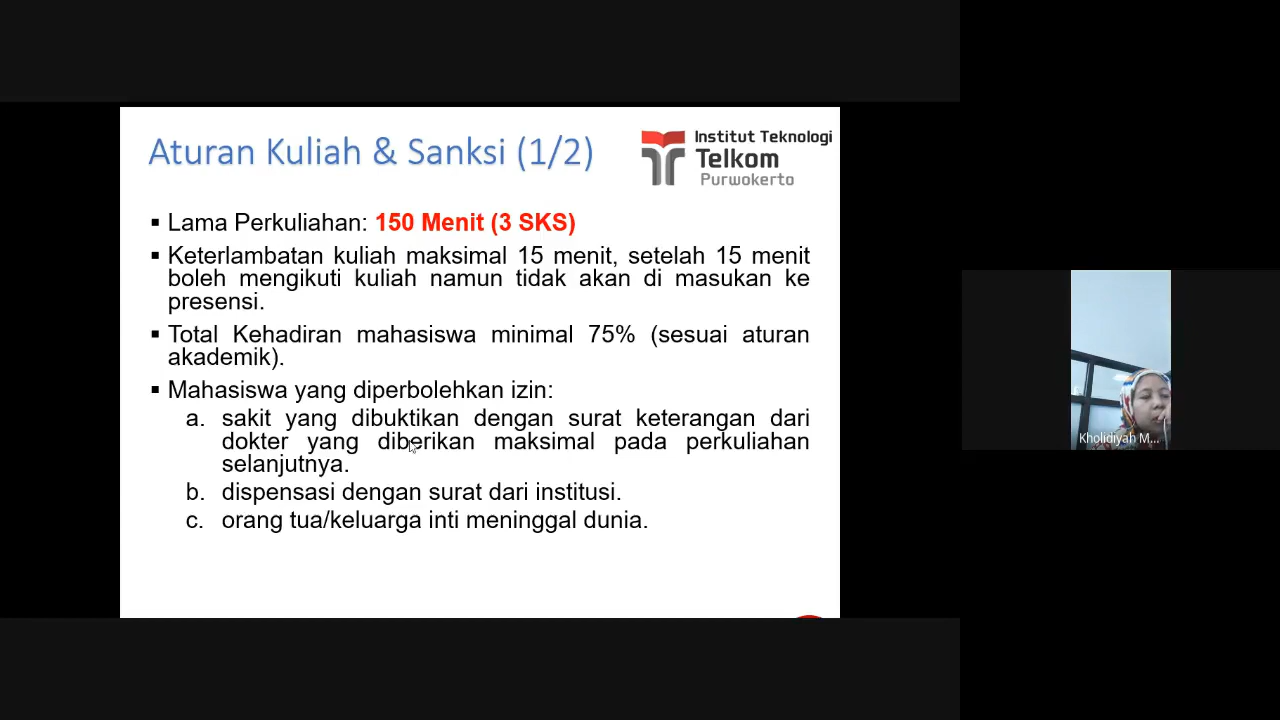 Aturan Kuliah & Sanksi (1/2)
Institut Teknologi
Telkom
Purwokerto
▪ Lama Perkuliahan: 150 Menit (3 SKS)
▪ Keterlambatan kuliah maksimal 15 menit, setelah 15 menit
boleh mengikuti kuliah namun tidak akan di masukan ke
presensi.
▪ Total Kehadiran mahasiswa minimal 75% (sesuai aturan
akademik).
▪ Mahasiswa yang diperbolehkan izin:
a. sakit yang dibuktikan dengan surat keterangan dari
dokter yang diberikan maksimal pada perkuliahan
selanjutnya.
b. dispensasi dengan surat dari institusi.
c. orang tua/keluarga inti meninggal dunia.
Kholidiyah M...